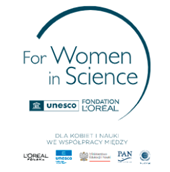 For Women
in Science
unesco
FONDATION
L'ORÉAL
DLA KOBIET I NAUKI
WE WSPÓŁPRACY MIĘDZY
L'ORÉAL
PAN